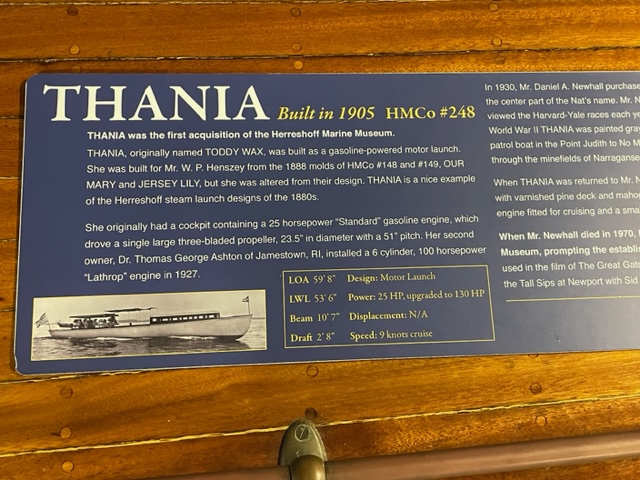 THANIA Built in 1905 HMCo #248
THANIA was the first acquisition of the Herreshoff Marine Museum.
THANIA, originally named TODDY WAX, was built as a gasoline-powered motor launch.
She was built for Mr. W. P. Henszey from the 1888 molds of HMCo #148 and #149, OUR
MARY and JERSEY LILY, but she was altered from their design. THANIA is a nice example
of the Herreshoff steam launch designs of the 1880s.
She originally had a cockpit containing a 25 horsepower “Standard” gasoline engine, which
drove a single large three-bladed propeller, 23.5” in diameter with a 51” pitch. Her second
owner, Dr. Thomas George Ashton of Jamestown, RI, installed a 6 cylinder, 100 horsepower
“Lathrop” engine in 1927.
LOA 59' 8” Design: Motor Launch
LWL 53' 6” Power: 25 HP, upgraded to 130 HP
Beam 10' 7” Displacement: N/A
Draft 2' 8” Speed: 9 knots cruise
In 1930, Mr. Daniel A. Newhall purchase
the center part of the Nat's name. Mr. N
viewed the Harvard-Yale races each ye
World War II THANIA was painted gray
patrol boat in the Point Judith to No M
through the minefields of Narraganse
When THANIA was returned to Mr. N
with varnished pine deck and maho
engine fitted for cruising and a sma
When Mr. Newhall died in 1970,
Museum, prompting the establi
used in the film of The Great Gats
the Tall Sips at Newport with Sid